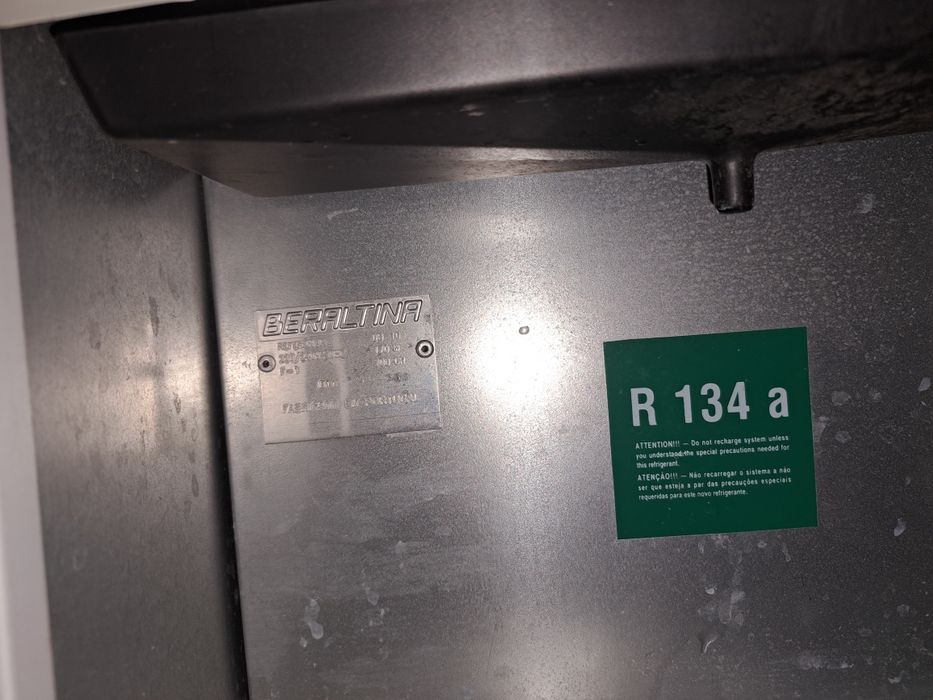 BERALTINA
R 134 a
ATTENTION!!! — Do not recharge system unless
you understand the special precautions needed for
this refrigerant.
ATENÇÃO!!! — Não recarregar o sistema a não
ser que esteja a par das precauções especiais
requeridas para este novo refrigerante.